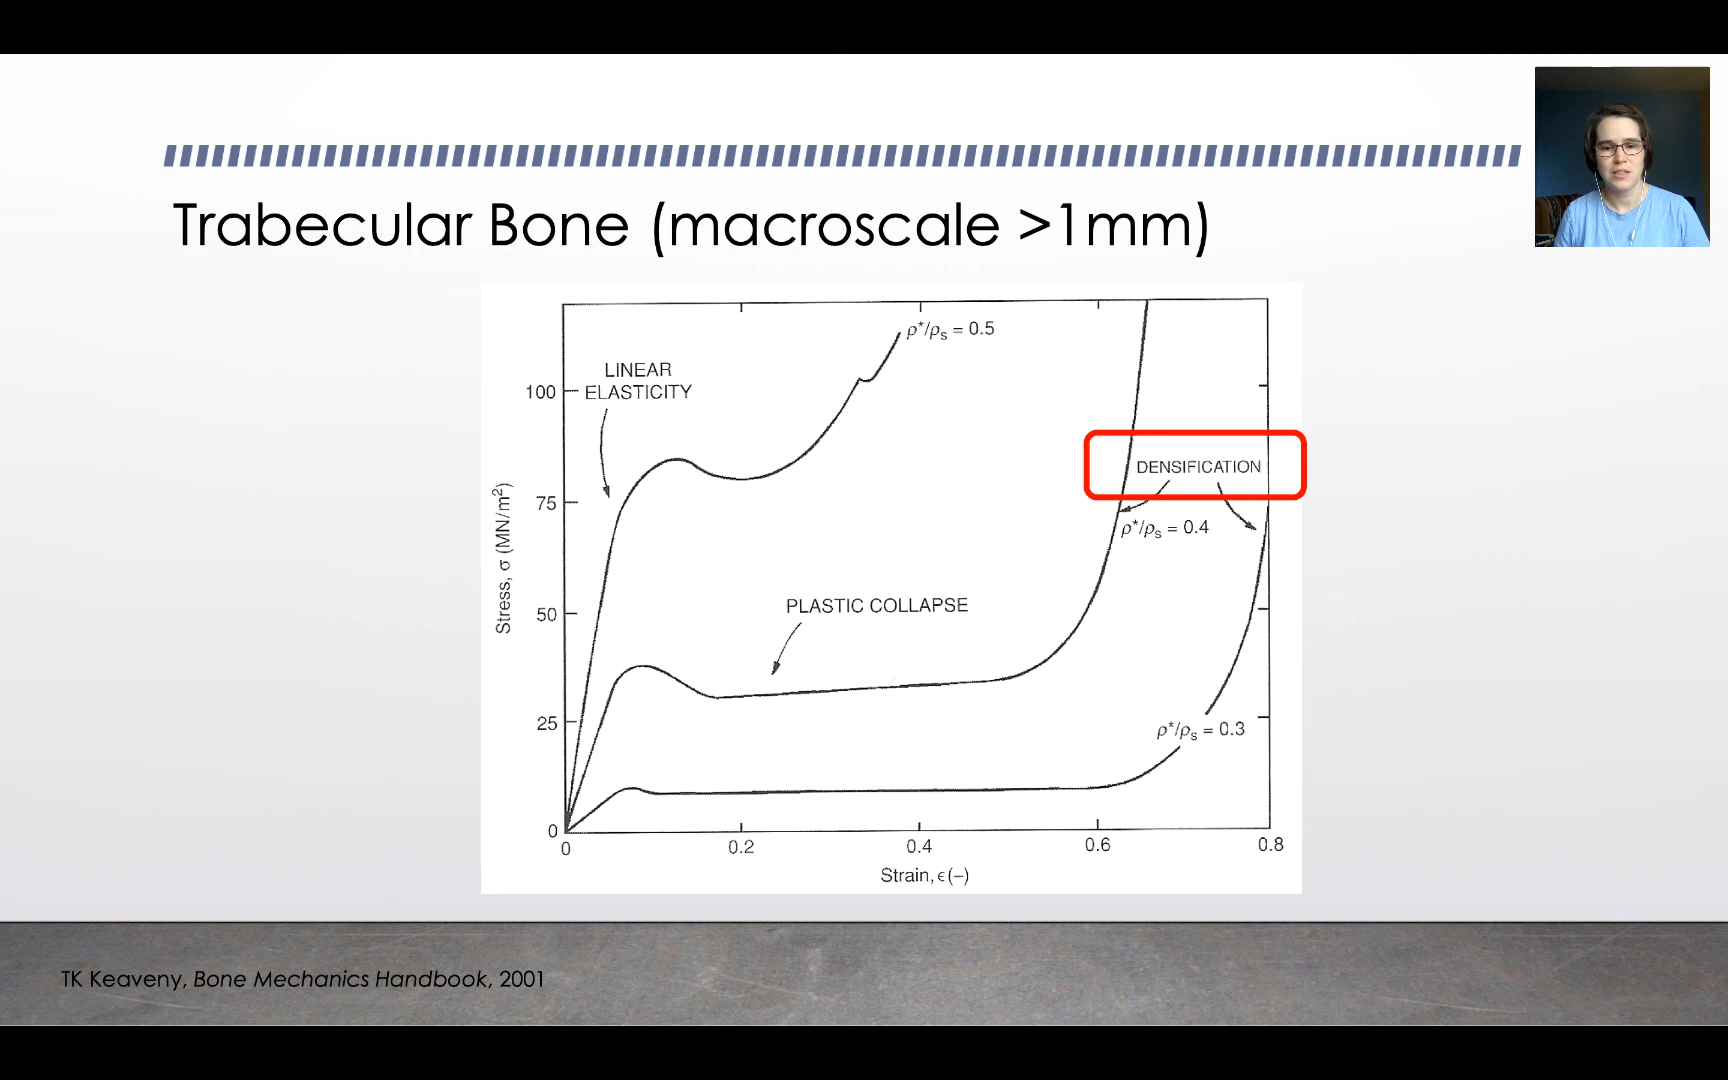 Trabecular Bone (macroscale >1mm)
ρ*/ρs = 0.5
LINEAR
ELASTICITY
100
DENSIFICATION
75
ρ*/ρs = 0.4
Stress, σ (MN/m²)
PLASTIC COLLAPSE
50
25
ρ*/ρs = 0.3
0
0
0.2
0.4
0.6
0.8
Strain, ϵ (–)
TK Keaveny, Bone Mechanics Handbook, 2001